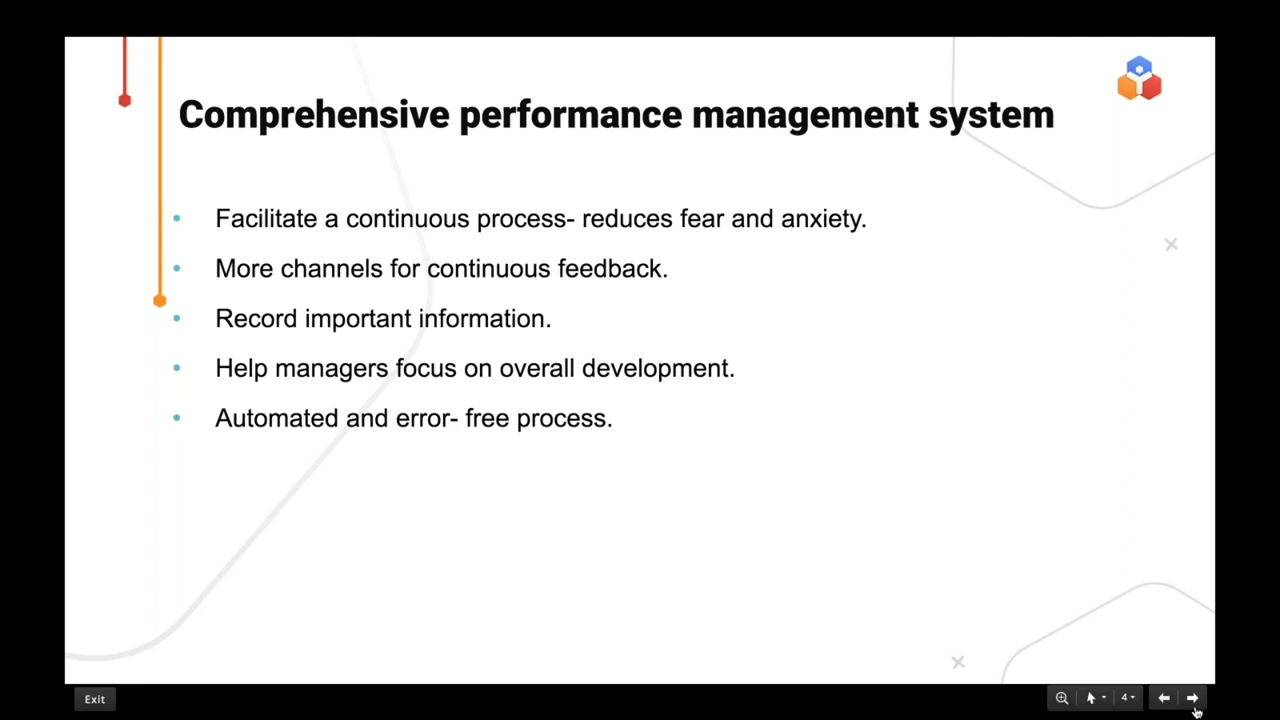 Comprehensive performance management system
• Facilitate a continuous process- reduces fear and anxiety.
• More channels for continuous feedback.
• Record important information.
• Help managers focus on overall development.
• Automated and error- free process.
Exit
4